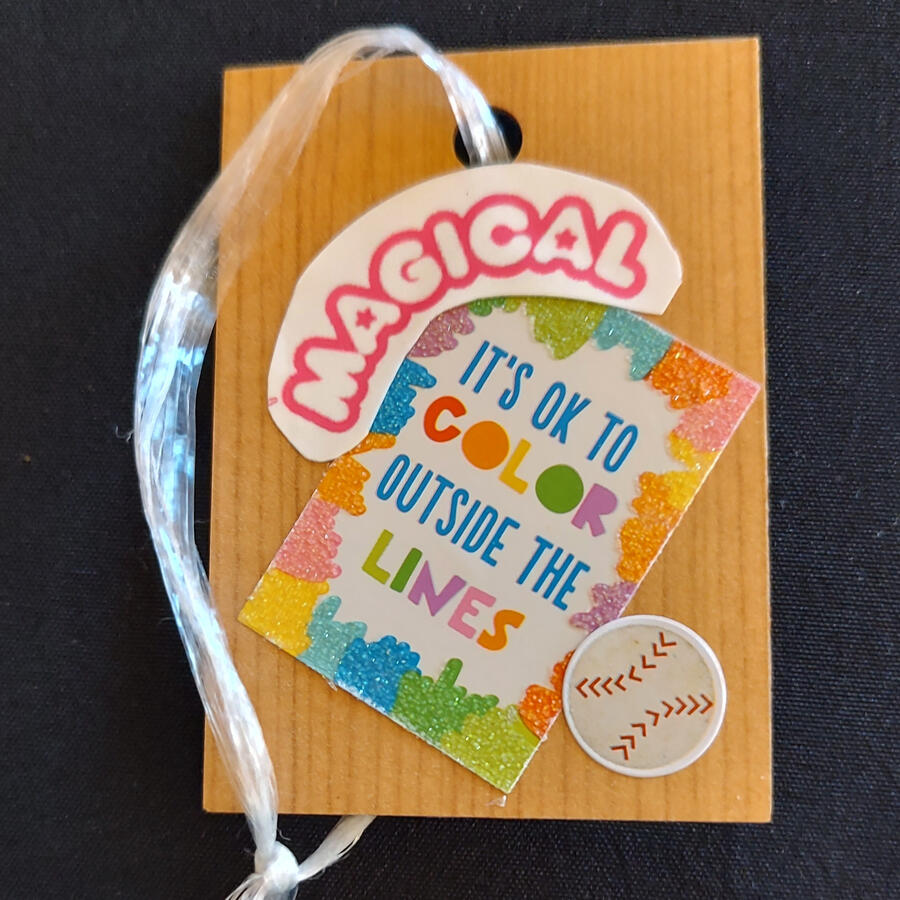 MAGICAL
IT'S OK TO
COLOR
OUTSIDE THE
LINES